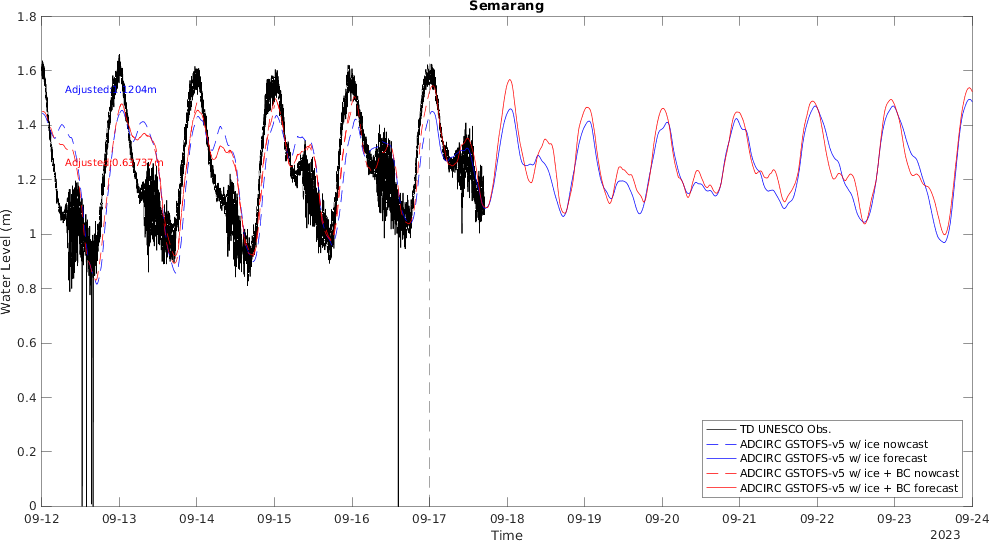 Semarang
1.8
1.6
1.4
1.2
1
0.8
0.6
0.4
0.2
0
Water Level (m)
Adjusted:
1204m
Adjusted:0.63737m
TD UNESCO Obs.
ADCIRC GSTOFS-v5 w/ ice nowcast
ADCIRC GSTOFS-v5 w/ ice forecast
ADCIRC GSTOFS-v5 w/ ice + BC nowcast
ADCIRC GSTOFS-v5 w/ ice + BC forecast
09-12 09-13 09-14 09-15 09-16 09-17 09-18 09-19 09-20 09-21 09-22 09-23 09-24
Time
2023